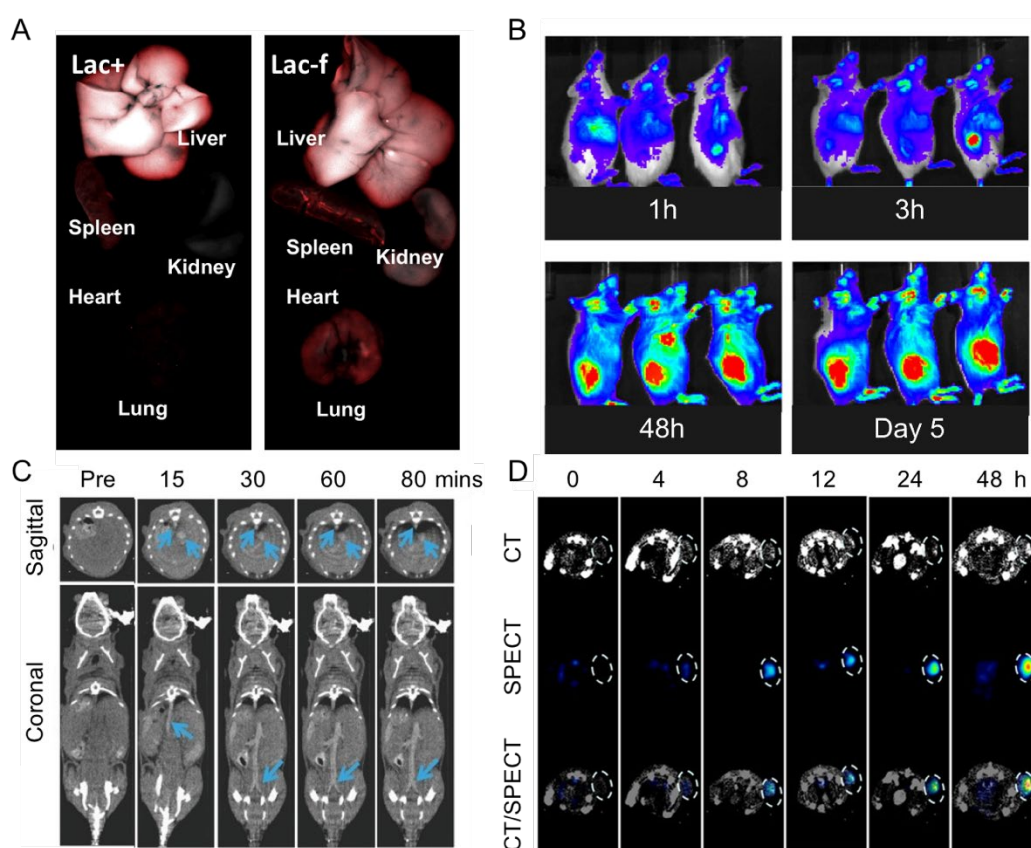 A
Lac+
Liver
Spleen
Kidney
Heart
Lung
Lac-f
Liver
Spleen
Kidney
Heart
Lung
B
1h
3h
48h
Day 5
C
Pre 15 30 60 80 mins
Sagittal
Coronal
D
0 4 8 12 24 48 h
CT
SPECT
CT/SPECT